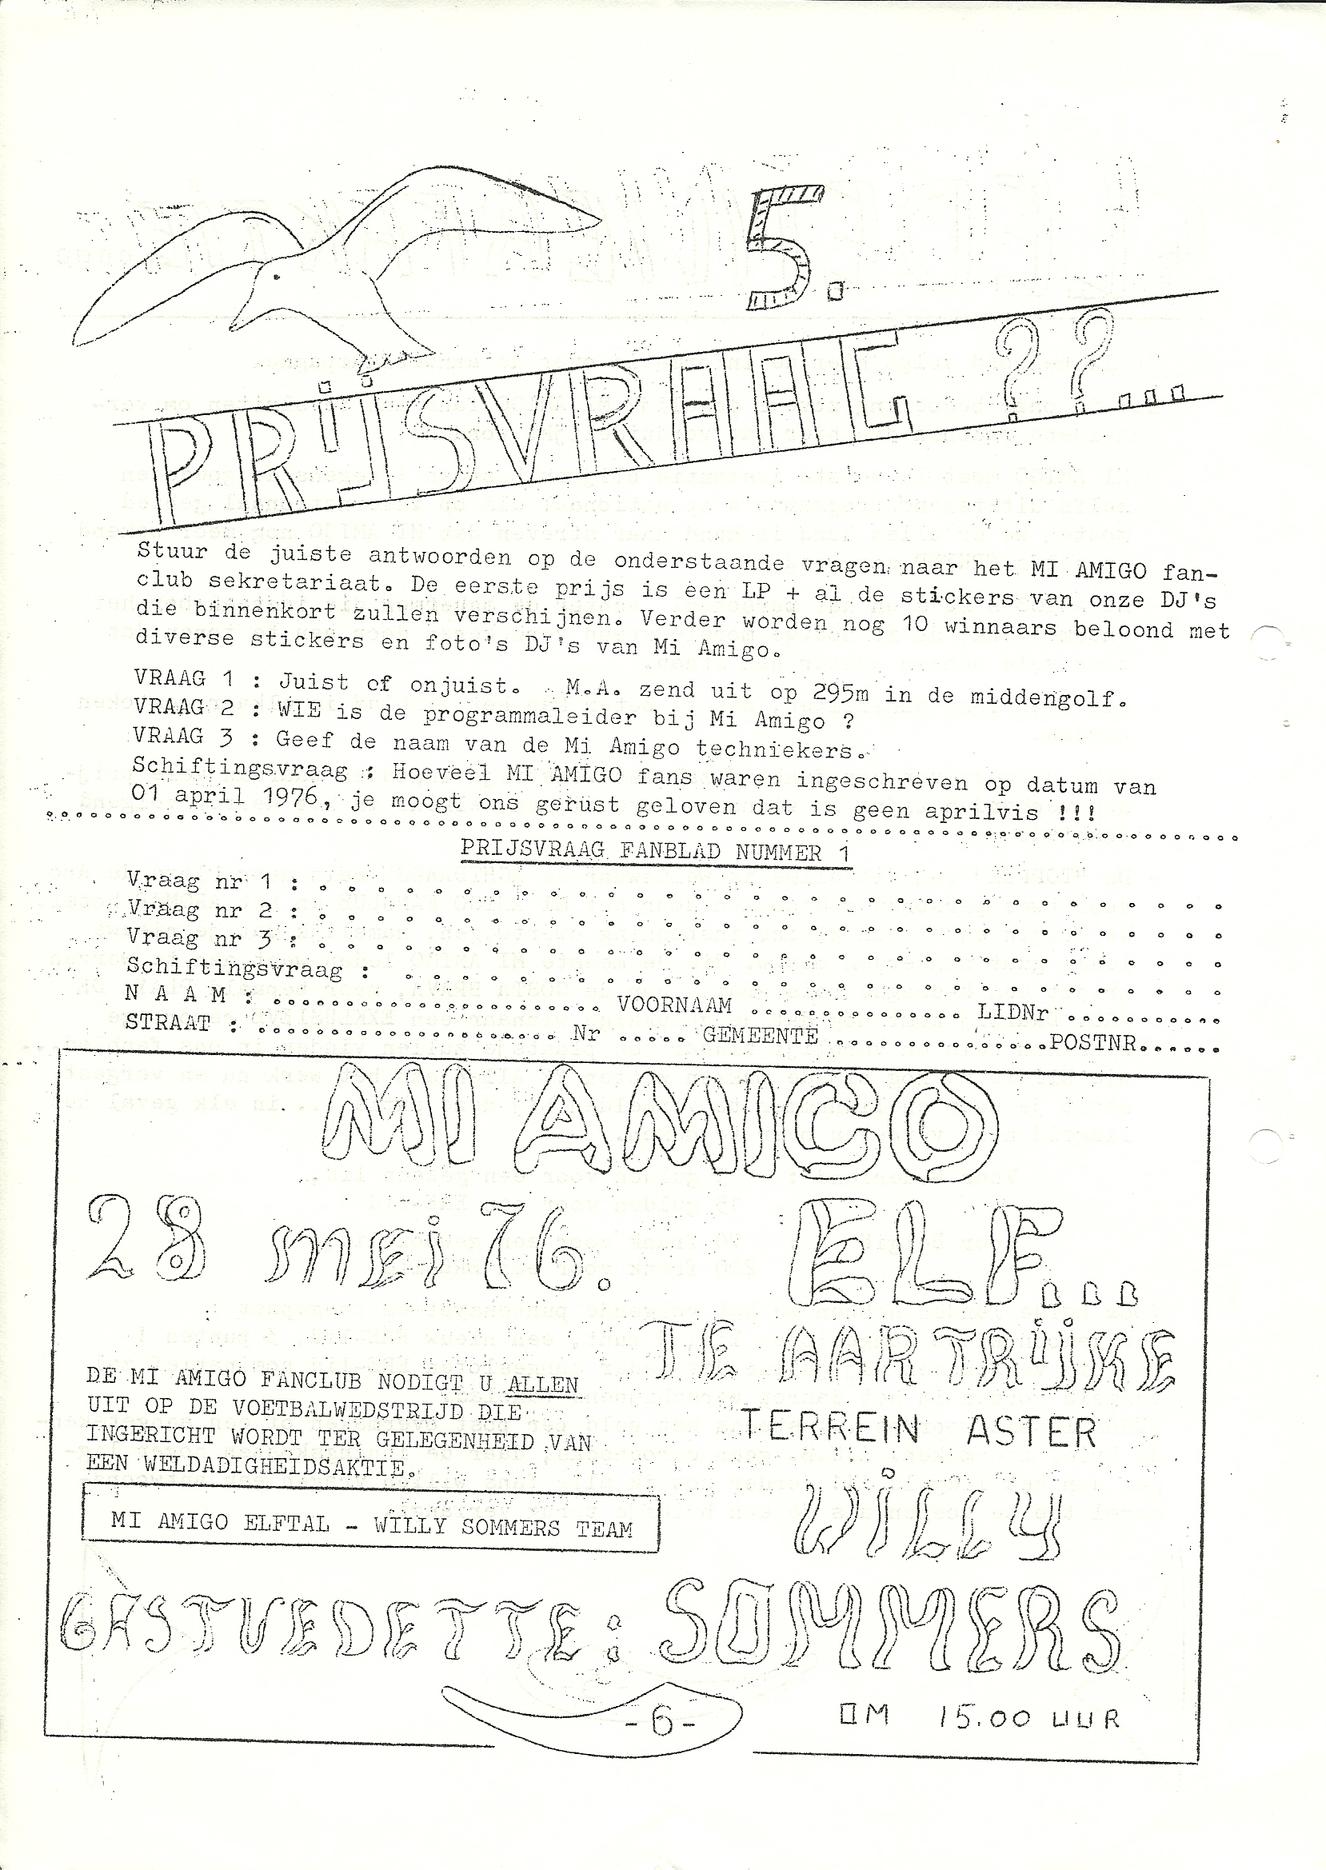 5.
PRIJSVRAAG ??...
Stuur de juiste antwoorden op de onderstaande vragen naar het MI AMIGO fan-
club sekretariaat. De eerste prijs is een LP + al de stickers van onze DJ's
die binnenkort zullen verschijnen. Verder worden nog 10 winnaars beloond met
diverse stickers en foto's DJ's van Mi Amigo.
VRAAG 1 : Juist of onjuist. M.A. zend uit op 295m in de middengolf.
VRAAG 2 : WIE is de programmaleider bij Mi Amigo ?
VRAAG 3 : Geef de naam van de Mi Amigo techniekers.
Schiftingsvraag : Hoeveel MI AMIGO fans waren ingeschreven op datum van
01 april 1976, je moogt ons gerust geloven dat is geen aprilvis !!!
PRIJSVRAAG FANBLAD NUMMER 1
Vraag nr 1 : . . . . . . . . . . . . . . . . . . . . . . . . . . . . . . . .
Vraag nr 2 : . . . . . . . . . . . . . . . . . . . . . . . . . . . . . . . .
Vraag nr 3 : . . . . . . . . . . . . . . . . . . . . . . . . . . . . . . . .
Schiftingsvraag : . . . . . . . . . . . . . . . . . . . . . . . . . . . . .
N A A M : ......................... VOORNAAM .............. LIDNr ...........
STRAAT : ...................... Nr ..... GEMEENTE ...............POSTNR......
MI AMIGO
28 mei 76. ELF...
TE AARTRIJKE
DE MI AMIGO FANCLUB NODIGT U ALLEN
UIT OP DE VOETBALWEDSTRIJD DIE
INGERICHT WORDT TER GELEGENHEID VAN
EEN WELDADIGHEIDSAKTIE.
TERREIN ASTER
MI AMIGO ELFTAL - WILLY SOMMERS TEAM
WILLY
GASTVEDETTE: SOMMERS
-6-
OM 15.00 UUR